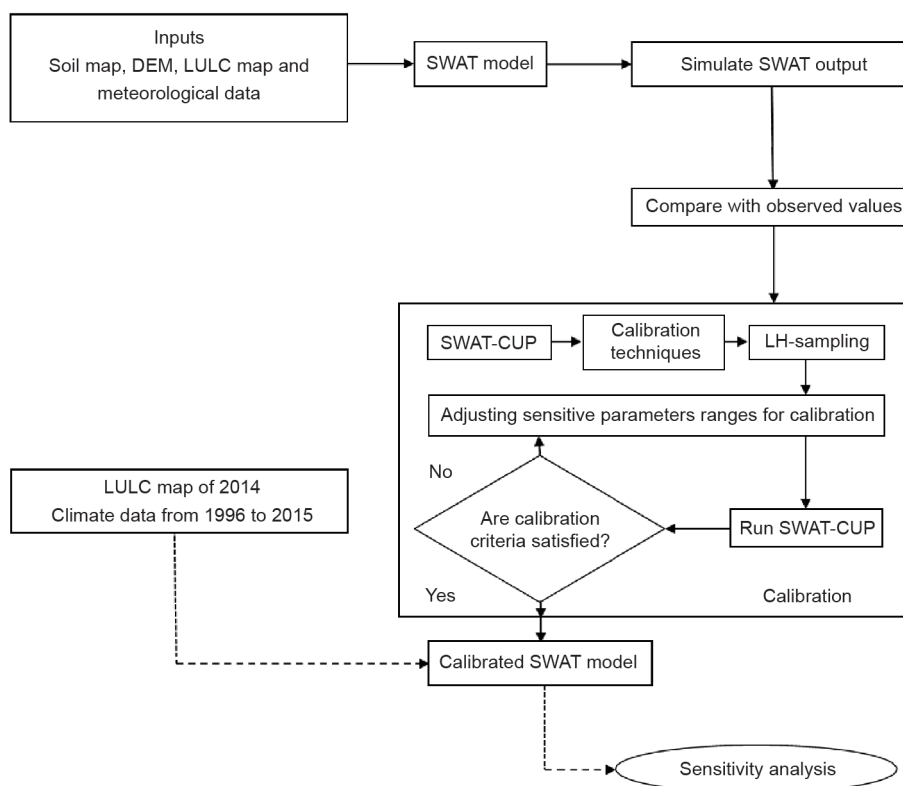 Inputs
Soil map, DEM, LULC map and
meteorological data
SWAT model
Simulate SWAT output
Compare with observed values
SWAT-CUP
Calibration
techniques
LH-sampling
Adjusting sensitive parameters ranges for calibration
No
LULC map of 2014
Climate data from 1996 to 2015
Are calibration
criteria satisfied?
Run SWAT-CUP
Yes
Calibration
Calibrated SWAT model
Sensitivity analysis